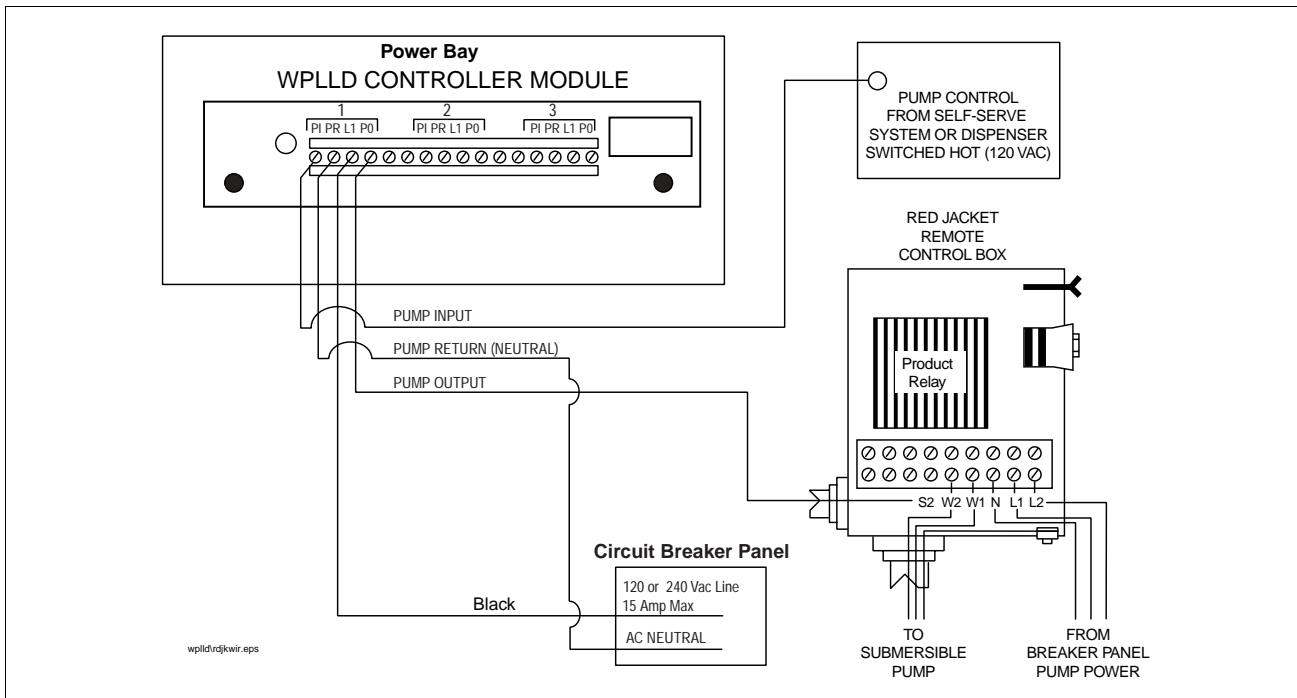 Power Bay
WPLLD CONTROLLER MODULE
1 2 3
PI PR L1 P0 PI PR L1 P0 PI PR L1 P0
PUMP CONTROL
FROM SELF-SERVE
SYSTEM OR DISPENSER
SWITCHED HOT (120 VAC)
RED JACKET
REMOTE
CONTROL BOX
PUMP INPUT
PUMP RETURN (NEUTRAL)
PUMP OUTPUT
Product
Relay
S2 W2 W1 N L1 L2
Circuit Breaker Panel
120 or 240 Vac Line
15 Amp Max
Black
AC NEUTRAL
TO
SUBMERSIBLE
PUMP
FROM
BREAKER PANEL
PUMP POWER
wplld\rdjkwir.eps